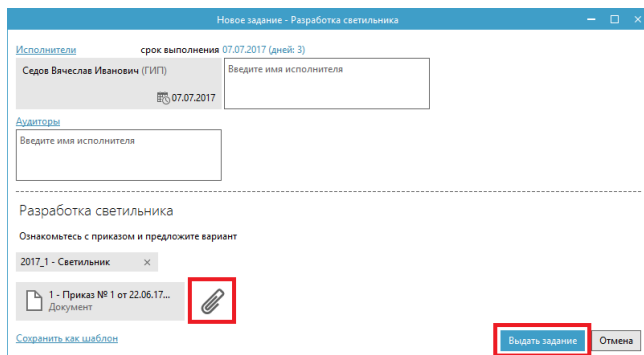 Новое задание - Разработка светильника
Исполнители срок выполнения 07.07.2017 (дней: 3)
Седов Вячеслав Иванович (ГИП)
07.07.2017
Введите имя исполнителя
Аудиторы
Введите имя исполнителя
Разработка светильника
Ознакомьтесь с приказом и предложите вариант
2017_1 - Светильник ×
1 - Приказ № 1 от 22.06.17...
Документ
Сохранить как шаблон
Выдать задание Отмена